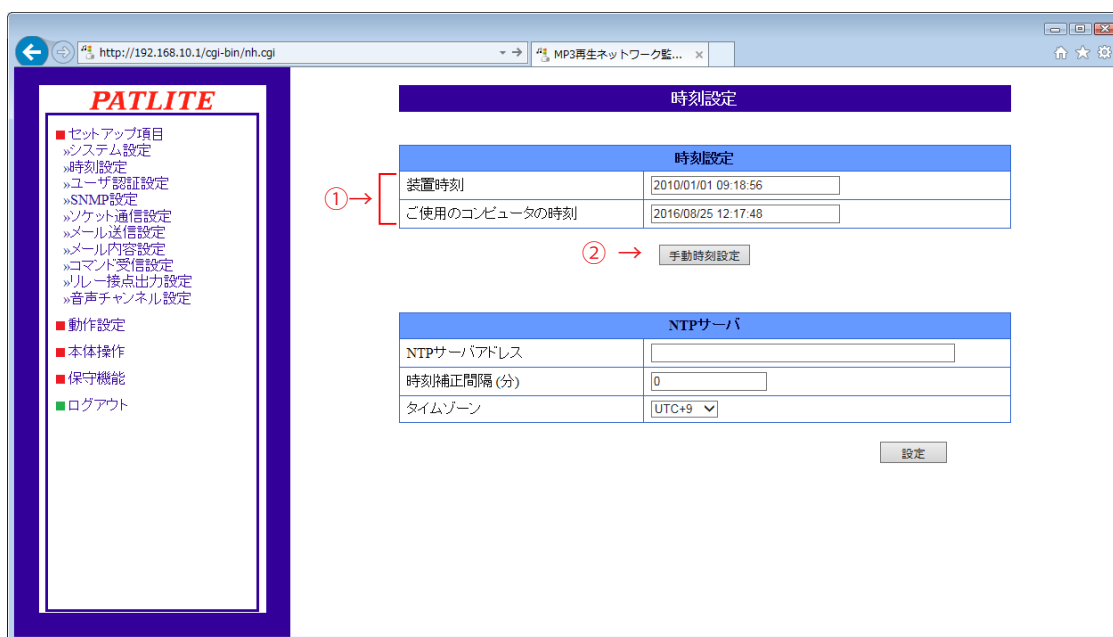 http://192.168.10.1/cgi-bin/nh.cgi
MP3再生ネットワーク監...
PATLITE
セットアップ項目
»システム設定
»時刻設定
»ユーザ認証設定
»SNMP設定
»ソケット通信設定
»メール送信設定
»メール内容設定
»コマンド受信設定
»リレー接点出力設定
»音声チャンネル設定
動作設定
本体操作
保守機能
ログアウト
時刻設定
時刻設定
①→
装置時刻 2010/01/01 09:18:56
ご使用のコンピュータの時刻 2016/08/25 12:17:48
② → 手動時刻設定
NTPサーバ
NTPサーバアドレス
時刻補正間隔(分) 0
タイムゾーン UTC+9
設定